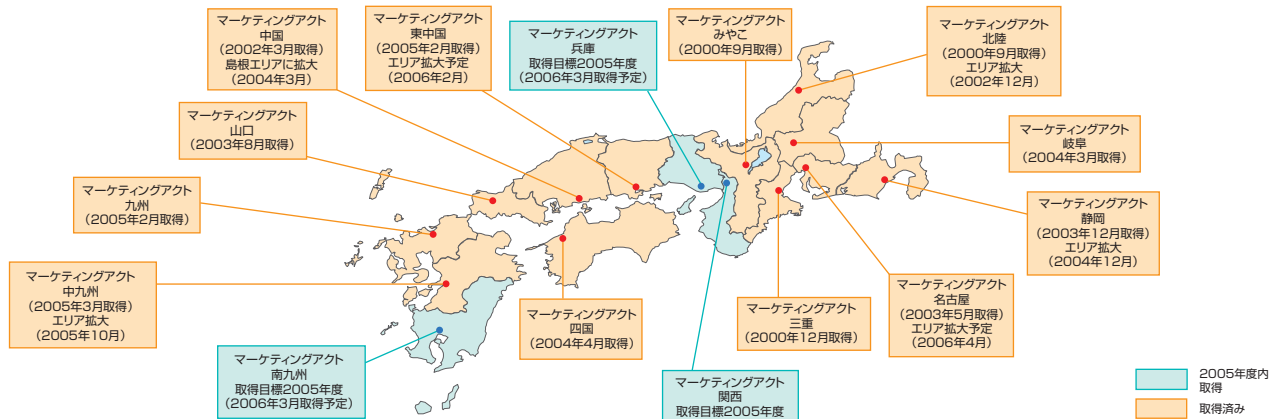 マーケティングアクト
中国
(2002年3月取得)
島根エリアに拡大
(2004年3月)
マーケティングアクト
東中国
(2005年2月取得)
エリア拡大予定
(2006年2月)
マーケティングアクト
兵庫
取得目標2005年度
(2006年3月取得予定)
マーケティングアクト
みやこ
(2000年9月取得)
マーケティングアクト
北陸
(2000年9月取得)
エリア拡大
(2002年12月)
マーケティングアクト
山口
(2003年8月取得)
マーケティングアクト
岐阜
(2004年3月取得)
マーケティングアクト
九州
(2005年2月取得)
マーケティングアクト
静岡
(2003年12月取得)
エリア拡大
(2004年12月)
マーケティングアクト
中九州
(2005年3月取得)
エリア拡大
(2005年10月)
マーケティングアクト
四国
(2004年4月取得)
マーケティングアクト
三重
(2000年12月取得)
マーケティングアクト
名古屋
(2003年5月取得)
エリア拡大予定
(2006年4月)
マーケティングアクト
南九州
取得目標2005年度
(2006年3月取得予定)
マーケティングアクト
関西
取得目標2005年度
2005年度内
取得
取得済み